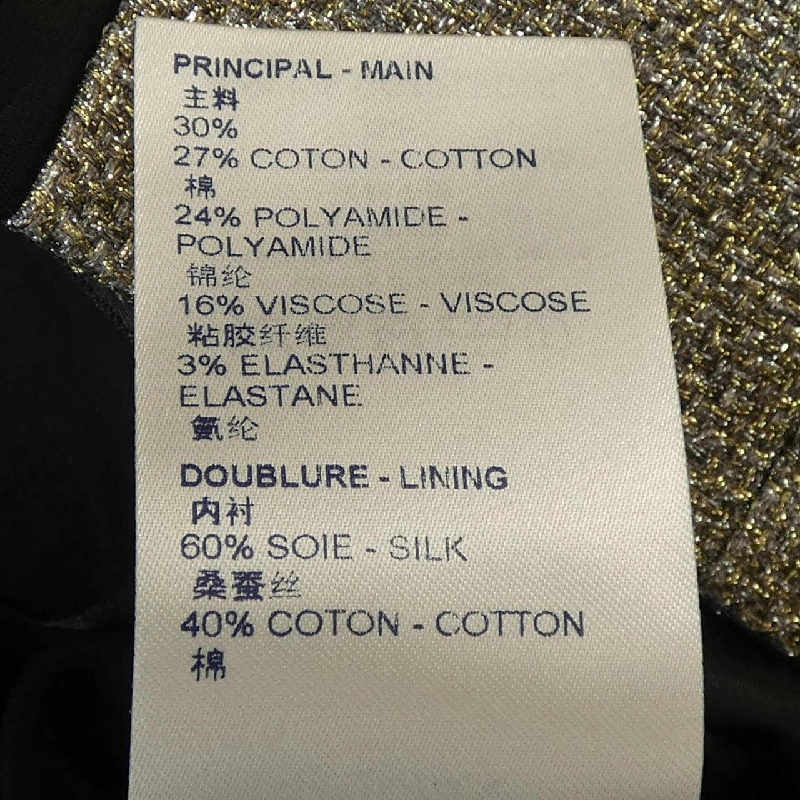 PRINCIPAL - MAIN
主料
30%
27% COTON - COTTON
棉
24% POLYAMIDE -
POLYAMIDE
锦纶
16% VISCOSE - VISCOSE
粘胶纤维
3% ELASTHANNE -
ELASTANE
氨纶
DOUBLURE - LINING
内衬
60% SOIE - SILK
桑蚕丝
40% COTON - COTTON
棉